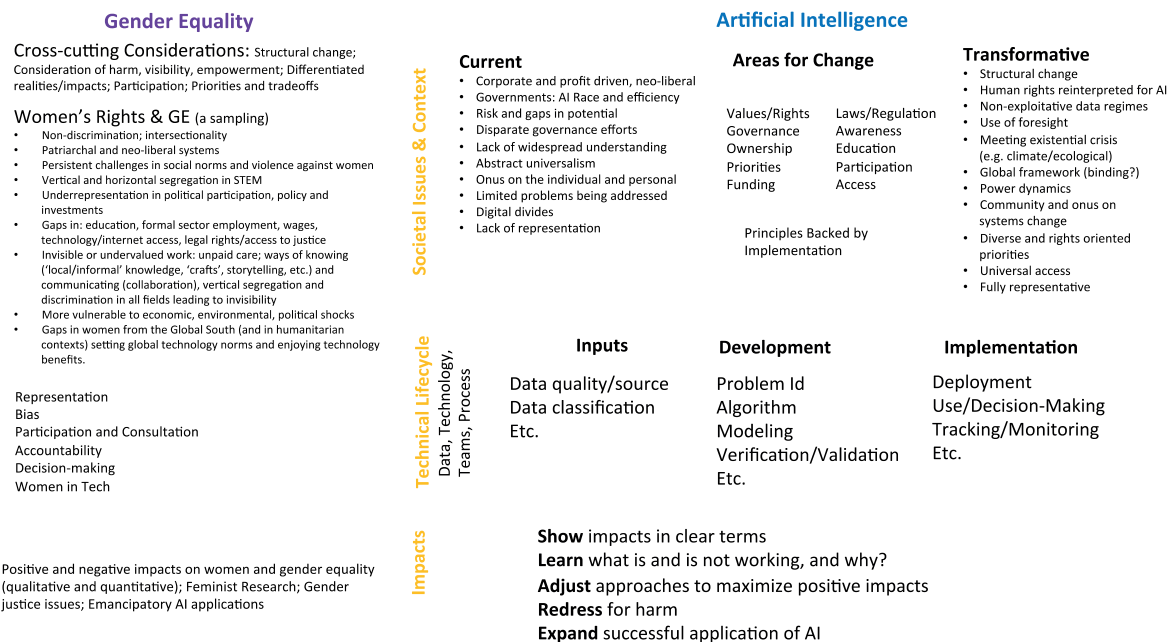 Gender Equality
Artificial Intelligence
Cross-cutting Considerations: Structural change;
Consideration of harm, visibility, empowerment; Differentiated
realities/impacts; Participation; Priorities and tradeoffs
Women’s Rights & GE (a sampling)
• Non-discrimination; intersectionality
• Patriarchal and neo-liberal systems
• Persistent challenges in social norms and violence against women
• Vertical and horizontal segregation in STEM
• Underrepresentation in political participation, policy and
investments
• Gaps in: education, formal sector employment, wages,
technology/internet access, legal rights/access to justice
• Invisible or undervalued work: unpaid care; ways of knowing
(‘local/informal’ knowledge, ‘crafts’, storytelling, etc.) and
communicating (collaboration), vertical segregation and
discrimination in all fields leading to invisibility
• More vulnerable to economic, environmental, political shocks
• Gaps in women from the Global South (and in humanitarian
contexts) setting global technology norms and enjoying technology
benefits.
Societal Issues & Context
Current
• Corporate and profit driven, neo-liberal
• Governments: AI Race and efficiency
• Risk and gaps in potential
• Disparate governance efforts
• Lack of widespread understanding
• Abstract universalism
• Onus on the individual and personal
• Limited problems being addressed
• Digital divides
• Lack of representation
Areas for Change
Values/Rights
Governance
Ownership
Priorities
Funding
Laws/Regulation
Awareness
Education
Participation
Access
Principles Backed by
Implementation
Transformative
• Structural change
• Human rights reinterpreted for AI
• Non-exploitative data regimes
• Use of foresight
• Meeting existential crisis
(e.g. climate/ecological)
• Global framework (binding?)
• Power dynamics
• Community and onus on
systems change
• Diverse and rights oriented
priorities
• Universal access
• Fully representative
Representation
Bias
Participation and Consultation
Accountability
Decision-making
Women in Tech
Technical Lifecycle
Data, Technology,
Teams, Process
Inputs
Data quality/source
Data classification
Etc.
Development
Problem Id
Algorithm
Modeling
Verification/Validation
Etc.
Implementation
Deployment
Use/Decision-Making
Tracking/Monitoring
Etc.
Positive and negative impacts on women and gender equality
(qualitative and quantitative); Feminist Research; Gender
justice issues; Emancipatory AI applications
Impacts
Show impacts in clear terms
Learn what is and is not working, and why?
Adjust approaches to maximize positive impacts
Redress for harm
Expand successful application of AI